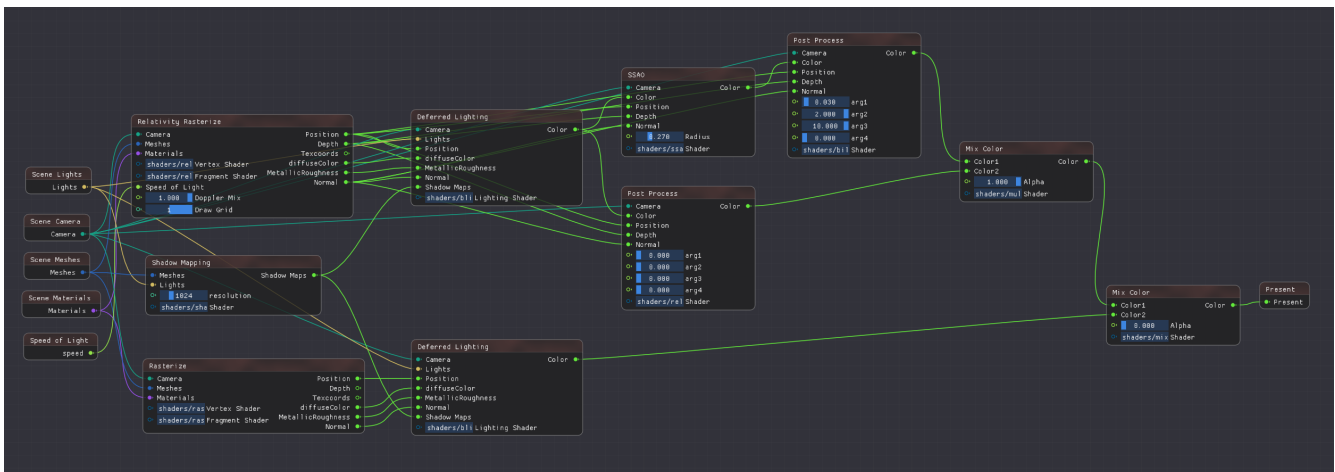 Scene Lights
Lights
Scene Camera
Camera
Scene Meshes
Meshes
Scene Materials
Materials
Speed of Light
speed
Relativity Rasterize
Camera Position
Meshes Depth
Materials Texcoords
shaders/rel Vertex Shader diffuseColor
shaders/rel Fragment Shader MetallicRoughness
Speed of Light Normal
1.000 Doppler Mix
1 Draw Grid
Shadow Mapping
Meshes Shadow Maps
Lights
1024 resolution
shaders/sha Shader
Rasterize
Camera Position
Meshes Depth
Materials Texcoords
shaders/ras Vertex Shader diffuseColor
shaders/ras Fragment Shader MetallicRoughness
Normal
Deferred Lighting
Camera Color
Lights
Position
diffuseColor
MetallicRoughness
Normal
Shadow Maps
shaders/bli Lighting Shader
Deferred Lighting
Camera Color
Lights
Position
diffuseColor
MetallicRoughness
Normal
Shadow Maps
shaders/bli Lighting Shader
SSAO
Camera Color
Color
Position
Depth
Normal
0.270 Radius
shaders/ssa Shader
Post Process
Camera Color
Color
Position
Depth
Normal
0.000 arg1
0.000 arg2
0.000 arg3
0.000 arg4
shaders/rel Shader
Post Process
Camera Color
Color
Position
Depth
Normal
0.030 arg1
2.000 arg2
10.000 arg3
0.000 arg4
shaders/bil Shader
Mix Color
Color1 Color
Color2
1.000 Alpha
shaders/mul Shader
Mix Color
Color1 Color
Color2
0.000 Alpha
shaders/mix Shader
Present
Present